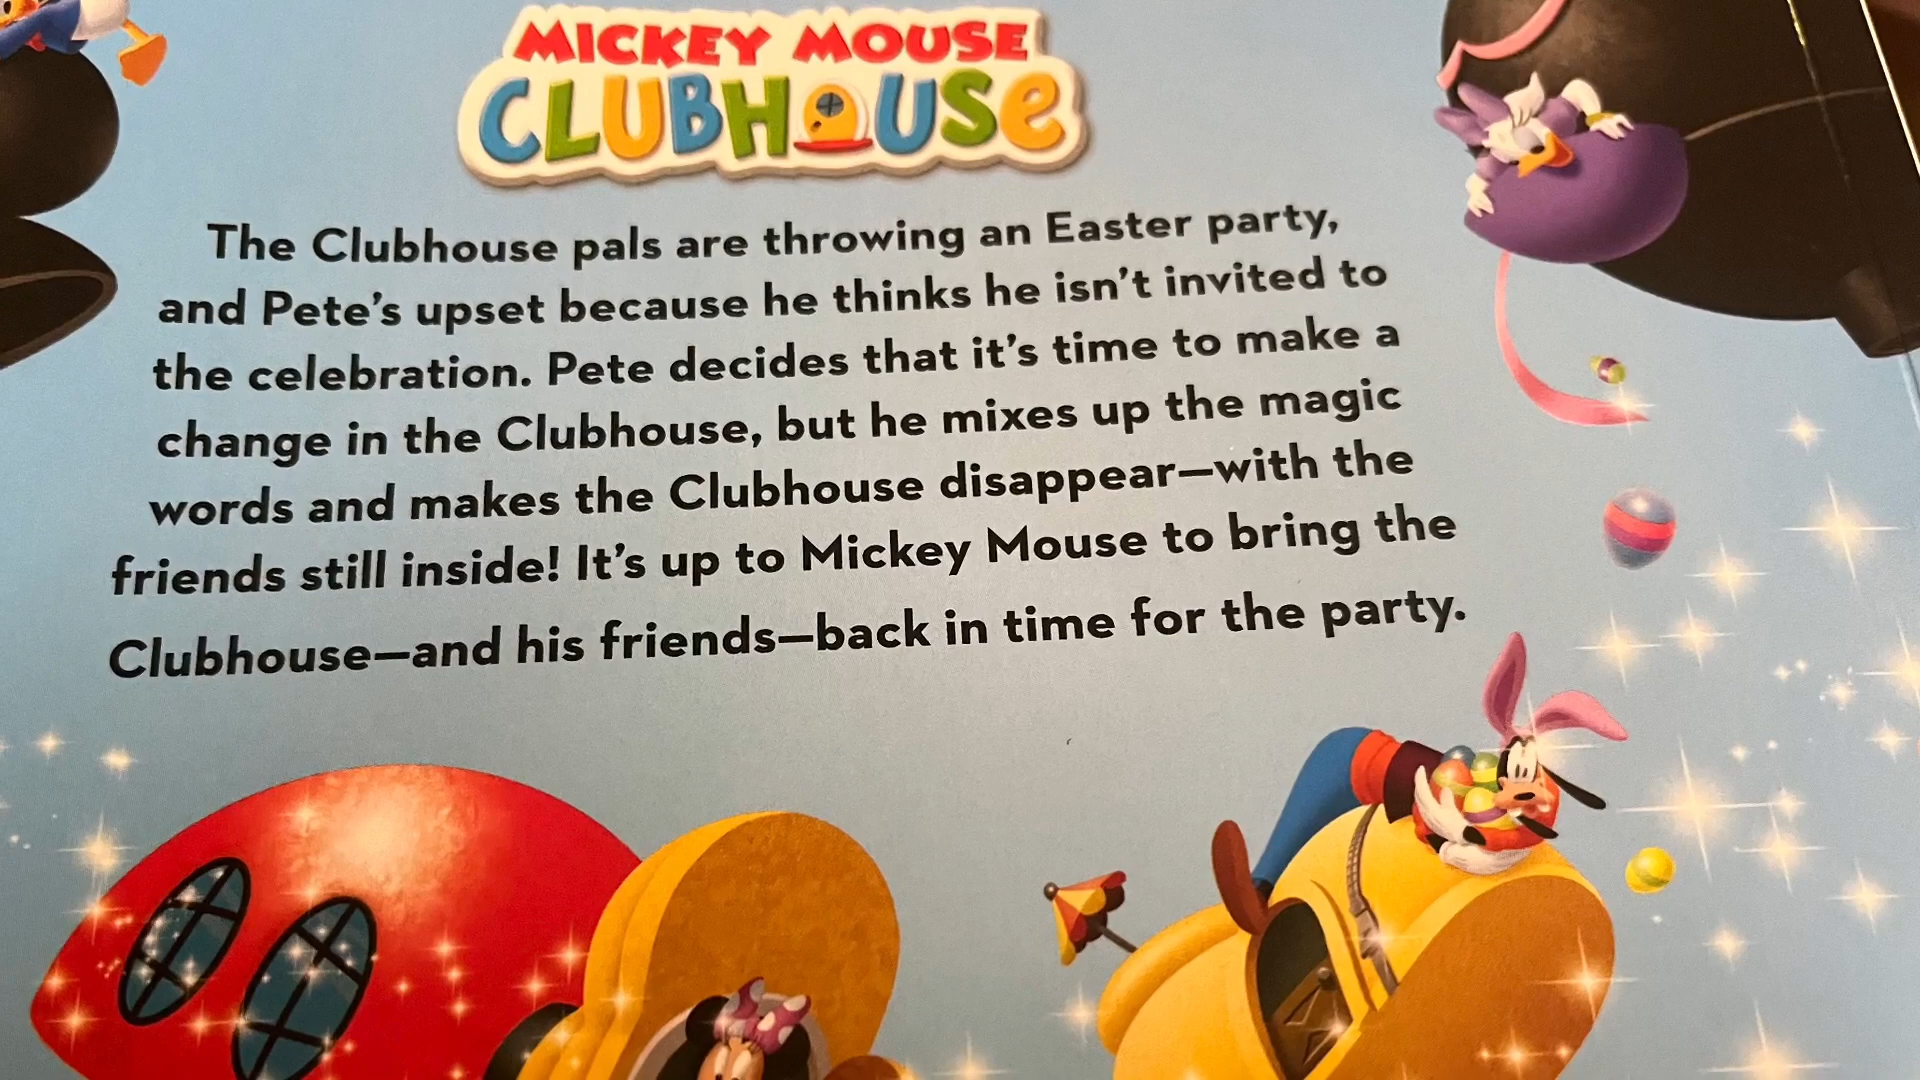 MICKEY MOUSE
CLUBHOUSE
The Clubhouse pals are throwing an Easter party,
and Pete's upset because he thinks he isn't invited to
the celebration. Pete decides that it's time to make a
change in the Clubhouse, but he mixes up the magic
words and makes the Clubhouse disappear—with the
friends still inside! It's up to Mickey Mouse to bring the
Clubhouse—and his friends—back in time for the party.